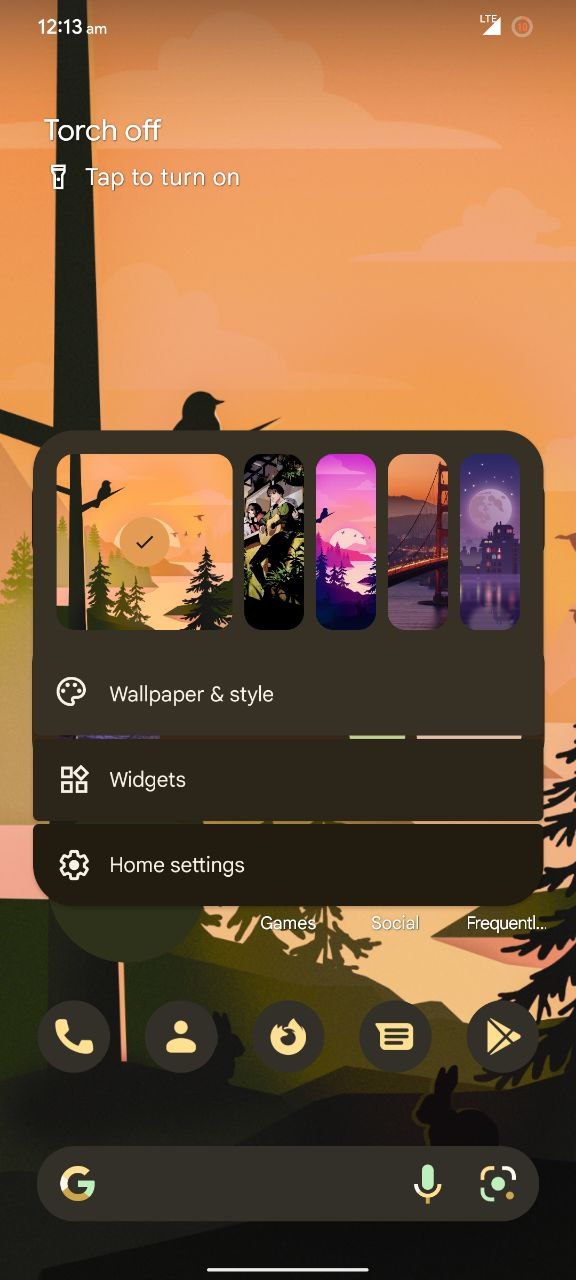 12:13 am
LTE
10
Torch off
Tap to turn on
Wallpaper & style
Widgets
Home settings
Games
Social
Frequentl...
G